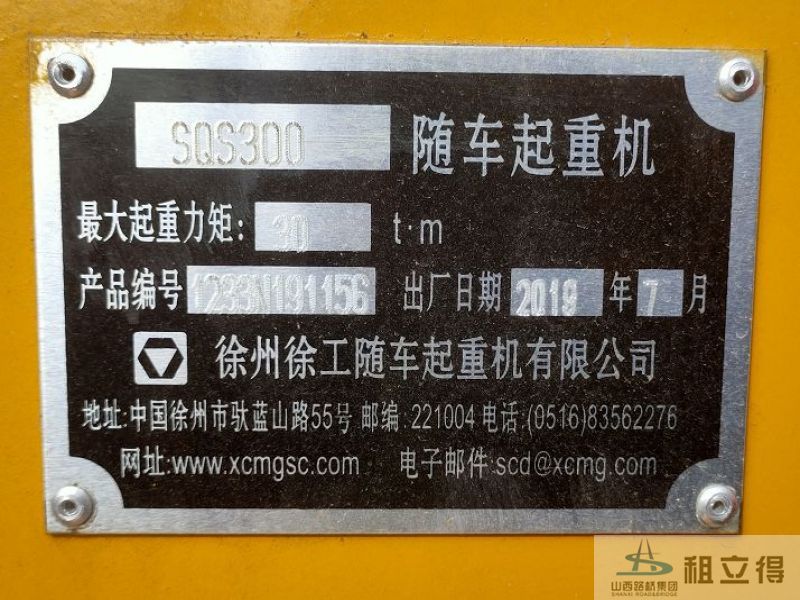 SQS300 随车起重机
最大起重力矩: 30 t·m
产品编号 1233N191156 出厂日期 2019 年 7 月
徐州徐工随车起重机有限公司
地址:中国徐州市驮蓝山路55号 邮编:221004 电话:(0516)83562276
网址:www.xcmgsc.com 电子邮件:scd@xcmg.com
山西路桥集团 租立得
SHANXI ROAD&BRIDGE